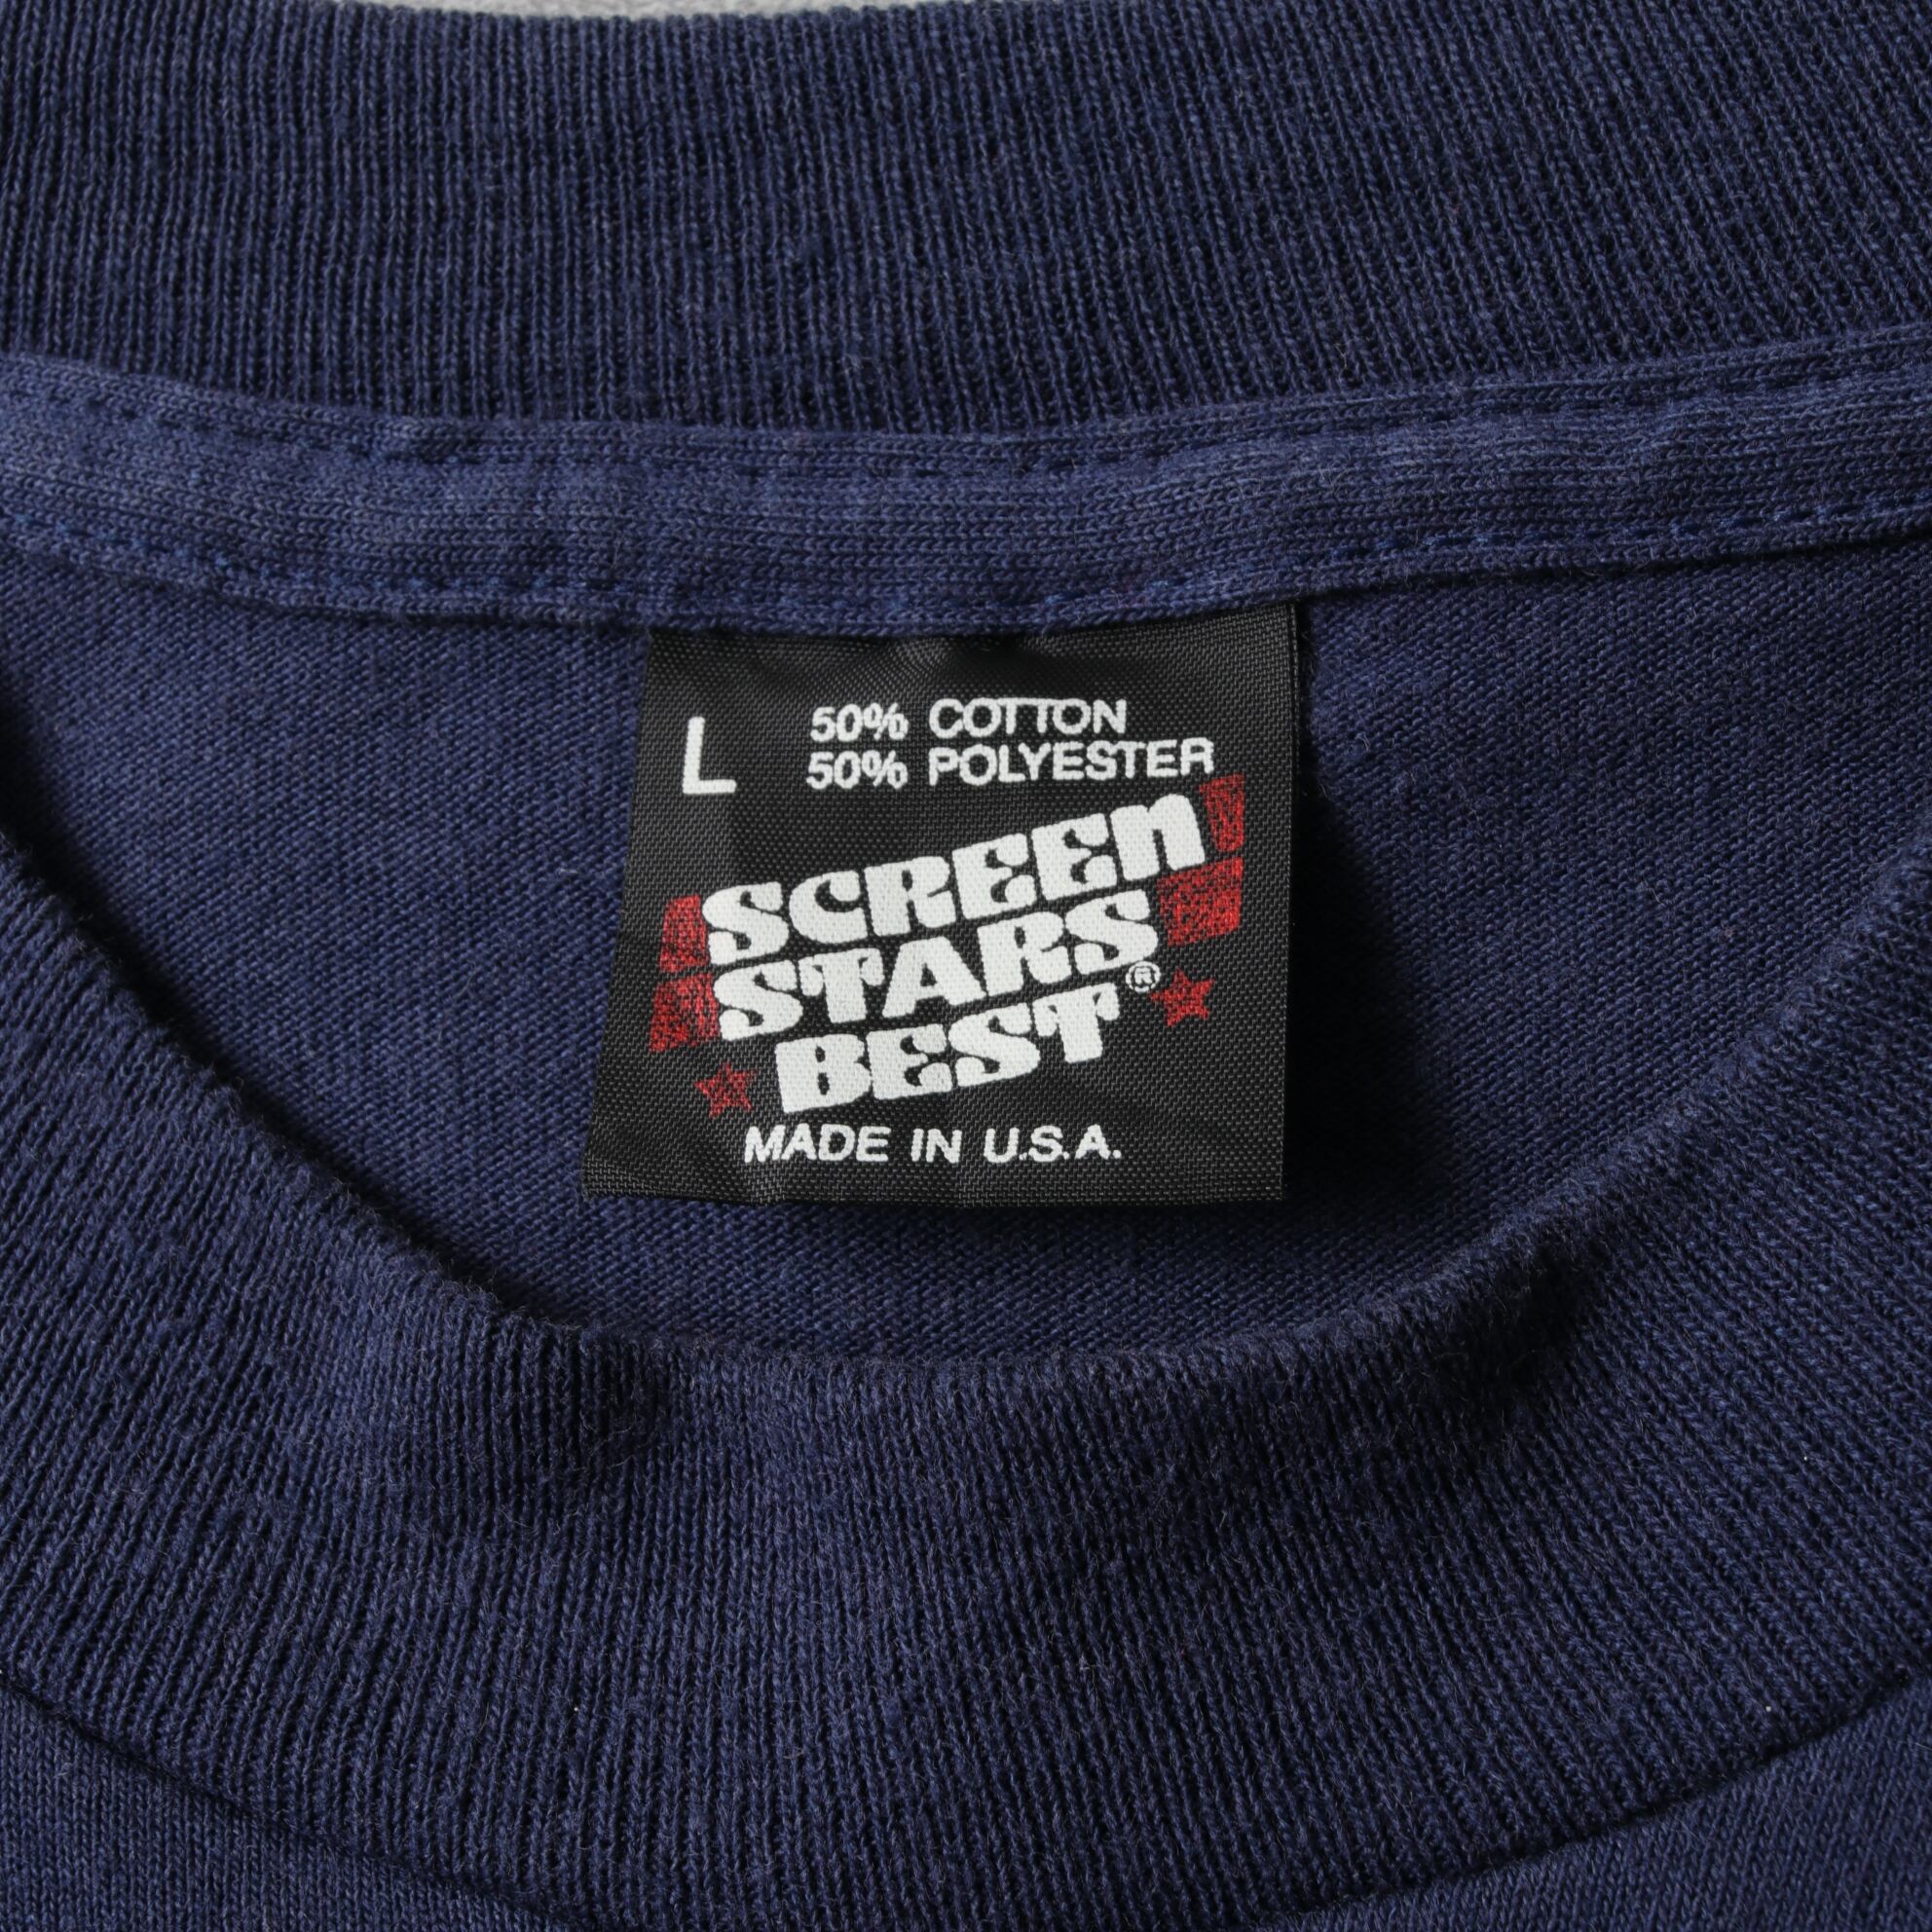 L
50% COTTON
50% POLYESTER
SCREEN
STARS
BEST®
MADE IN U.S.A.